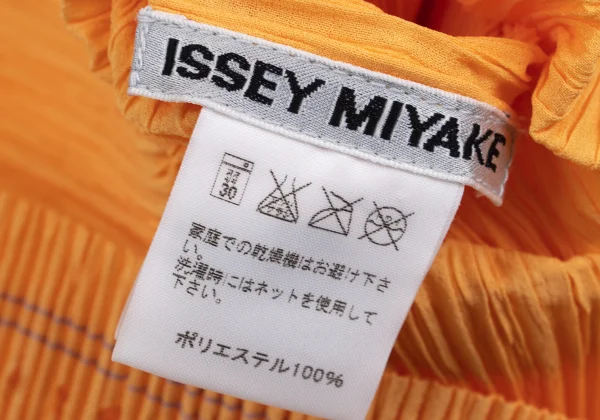 ISSEY MIYAKE
30
家庭での乾燥機はお避け下さ
い。
洗濯時にはネットを使用して
下さい。
ポリエステル100%